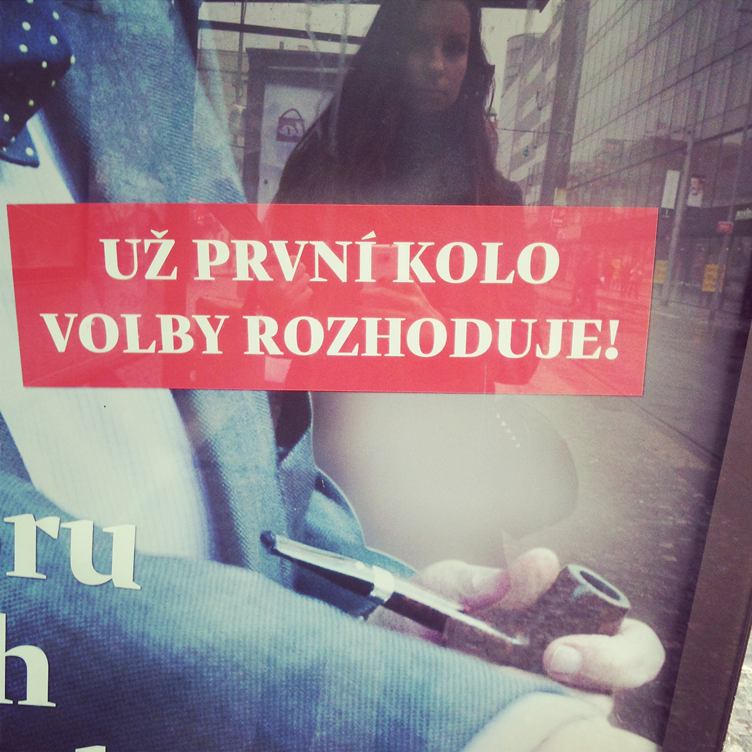 UŽ PRVNÍ KOLO
VOLBY ROZHODUJE!
ru
h